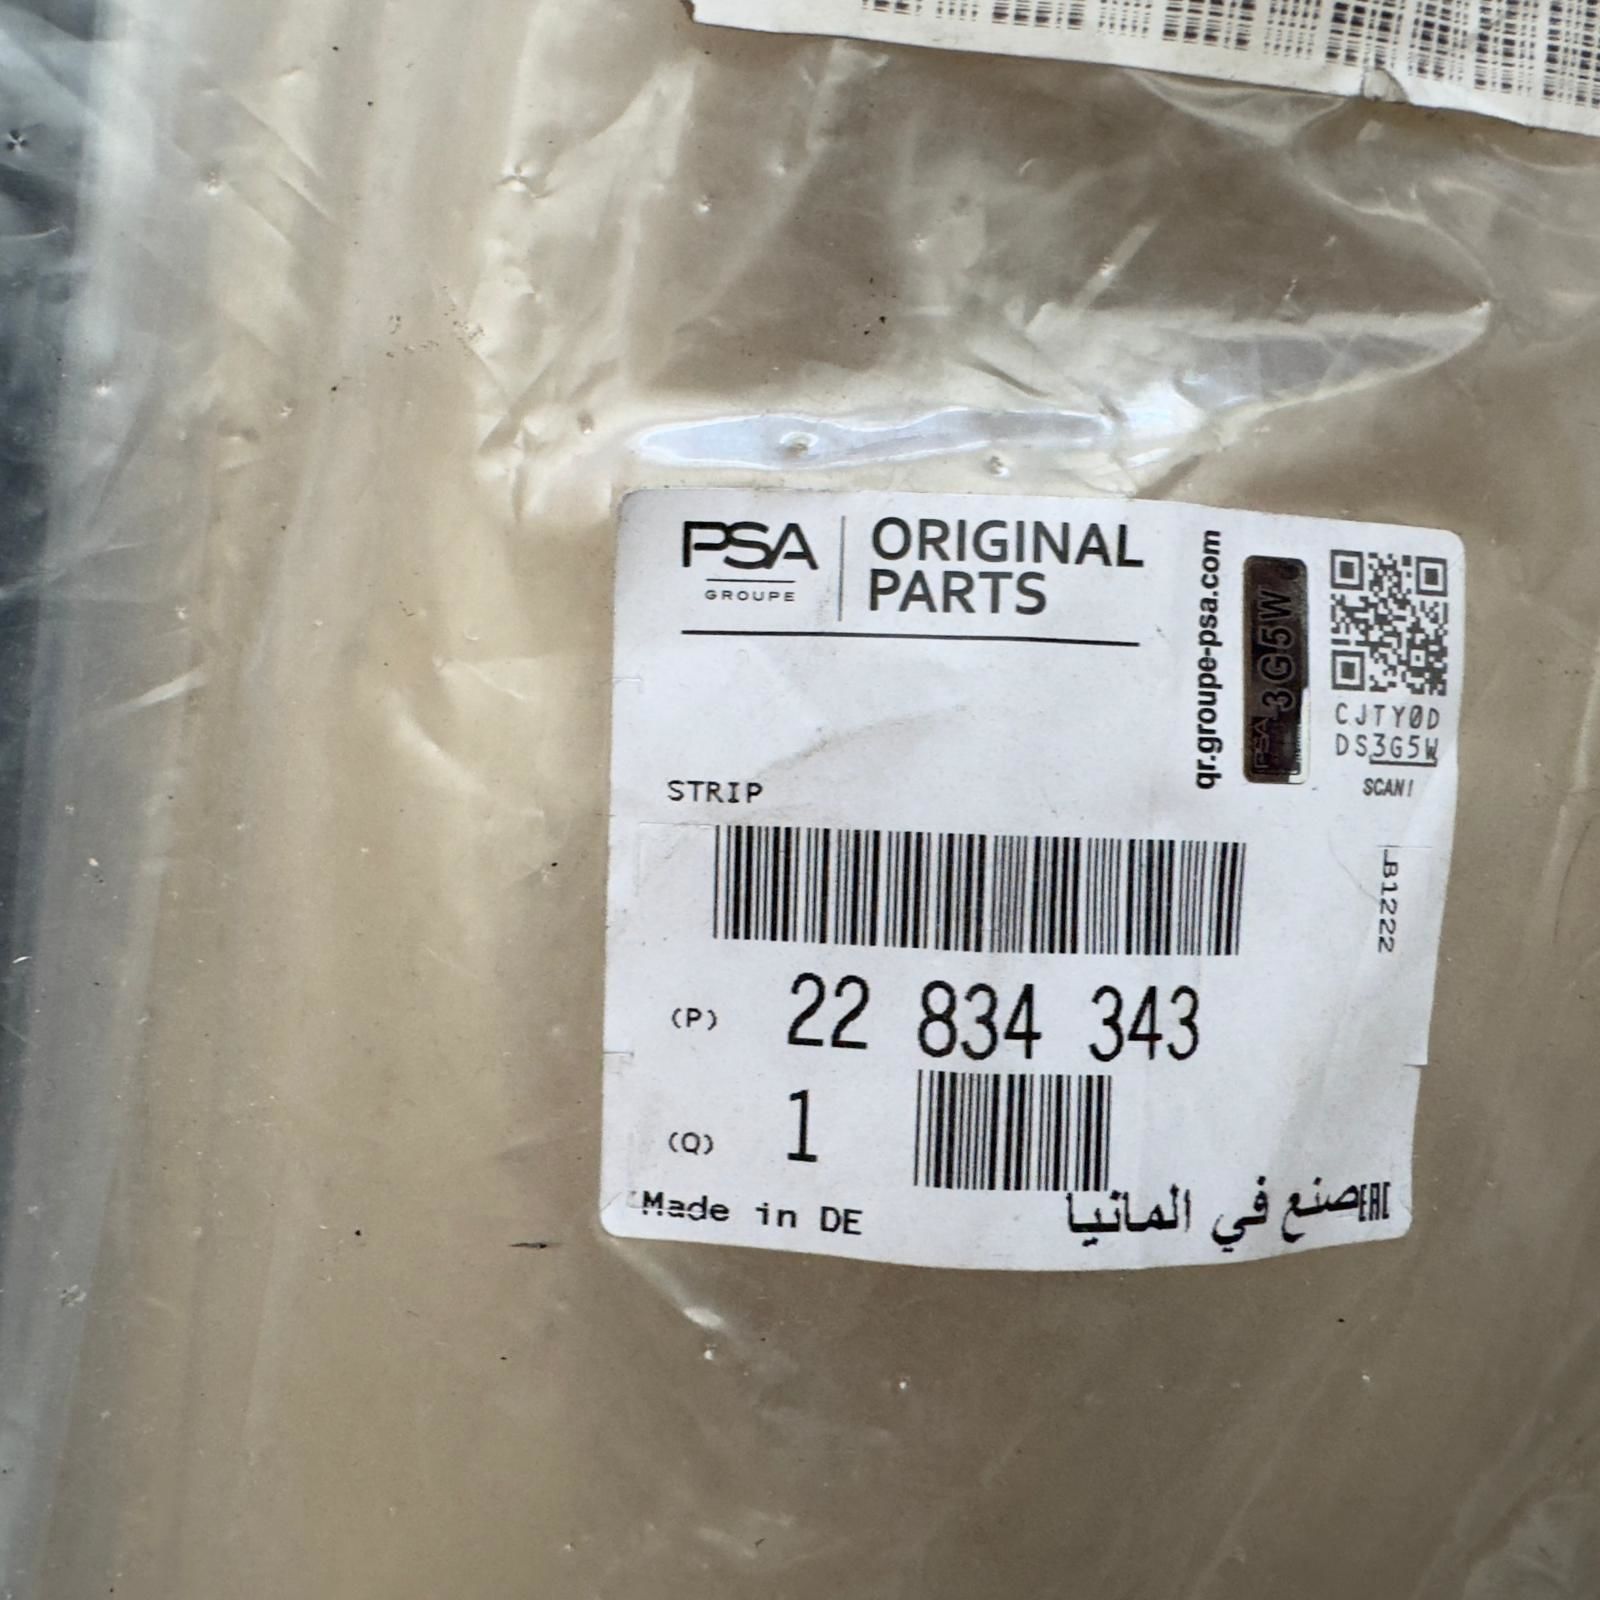 PSA
GROUPE
ORIGINAL
PARTS
qr.groupe-psa.com
PSA 3G5W
CJTY0D
DS3G5W
SCAN!
STRIP
B1222
(P) 22 834 343
(Q) 1
Made in DE
صنع في المانيا
EAC